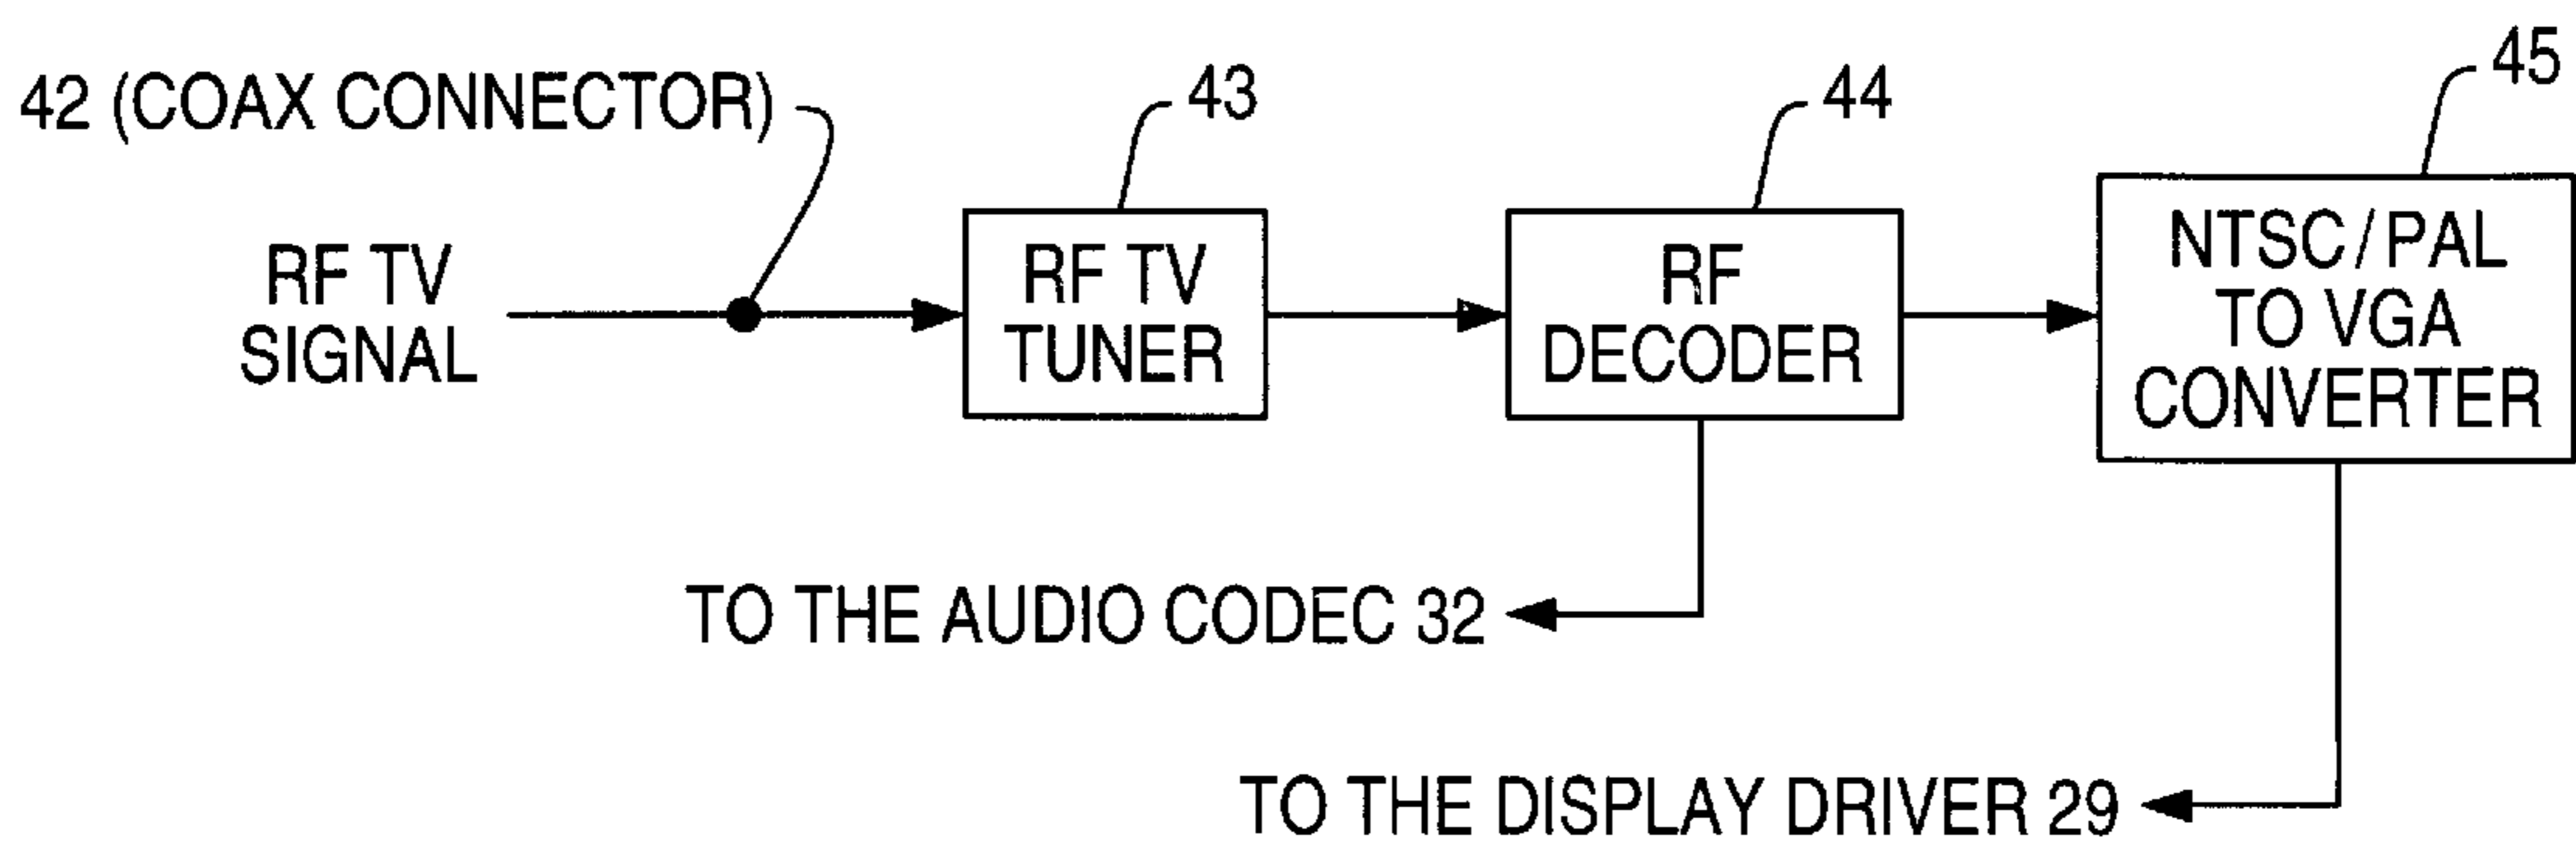 42 (COAX CONNECTOR)
43
44
45
RF TV
SIGNAL
RF TV
TUNER
RF
DECODER
NTSC/PAL
TO VGA
CONVERTER
TO THE AUDIO CODEC 32
TO THE DISPLAY DRIVER 29